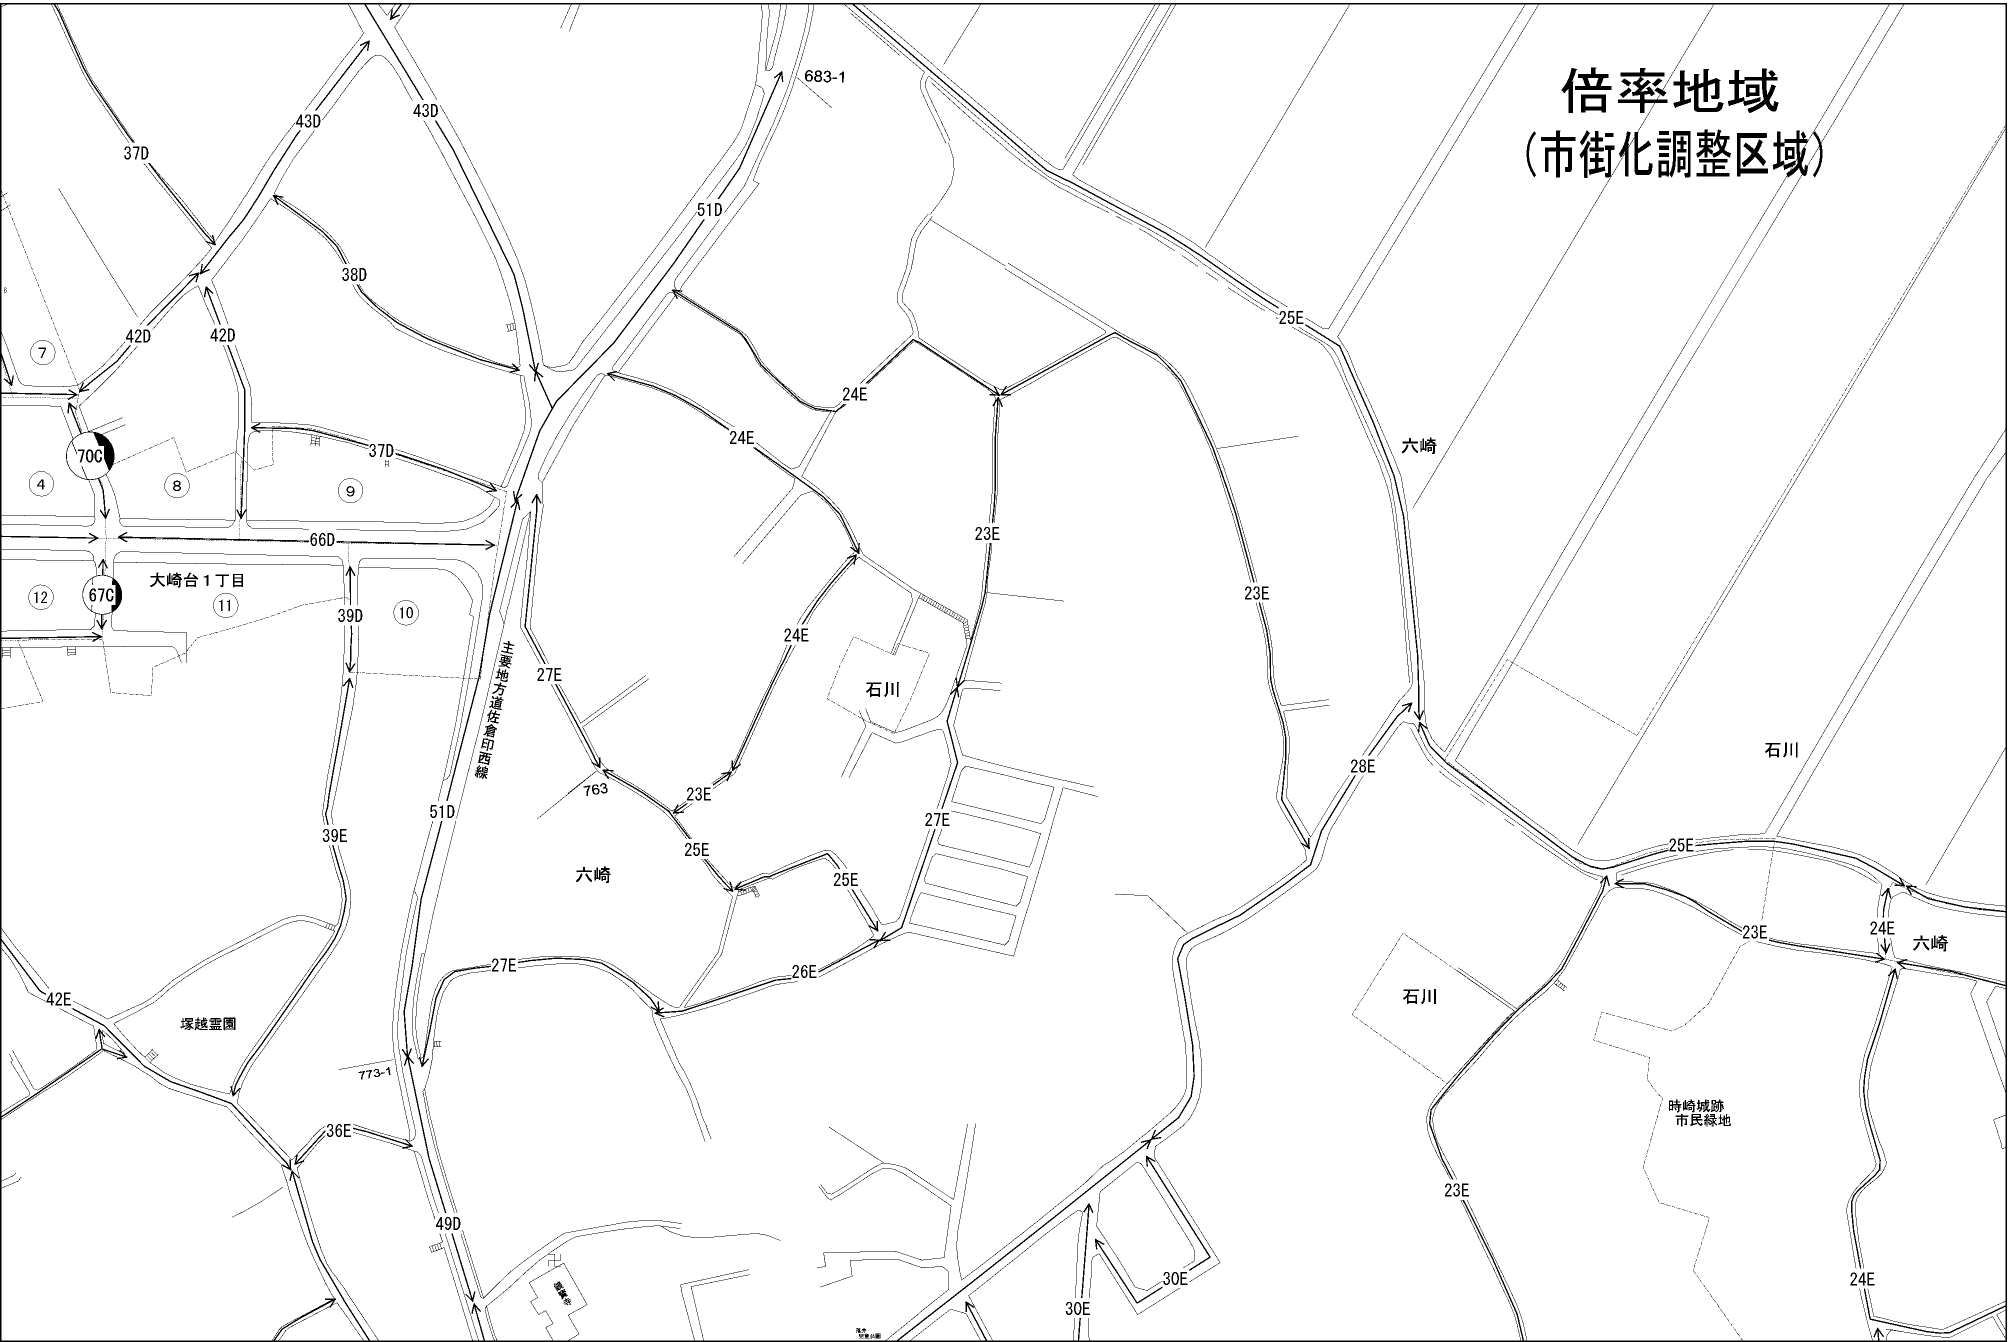 倍率地域
（市街化調整区域）
683-1
43D
43D
37D
51D
38D
25E
42D
42D
⑦
24E
24E
37D
六崎
70C
④
⑧
⑨
23E
66D
大崎台１丁目
67C
⑫
⑪
⑩
39D
23E
24E
27E
石川
主要地方道佐倉印西線
石川
28E
763
23E
51D
27E
39E
25E
25E
六崎
25E
23E
24E
六崎
27E
26E
42E
石川
塚越霊園
773-1
時崎城跡
市民緑地
36E
23E
49D
24E
30E
30E